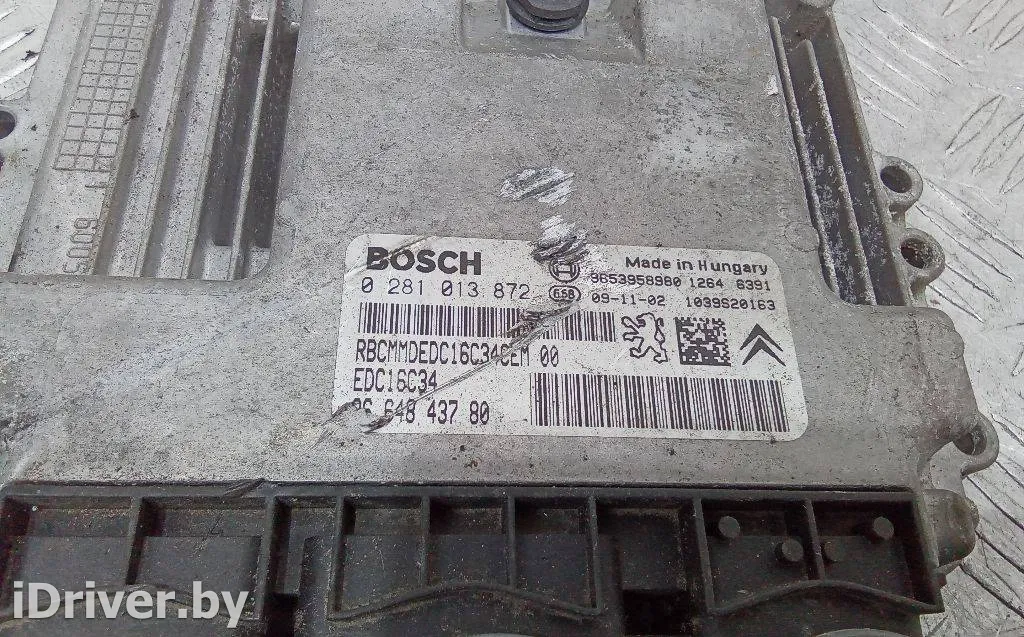 BOSCH
Made in Hungary
0 281 013 872
9653958980 1264 6391
09-11-02 1039S20163
RBCMMDEDC16C34CEM 00
EDC16C34
648 437 80
iDriver.by